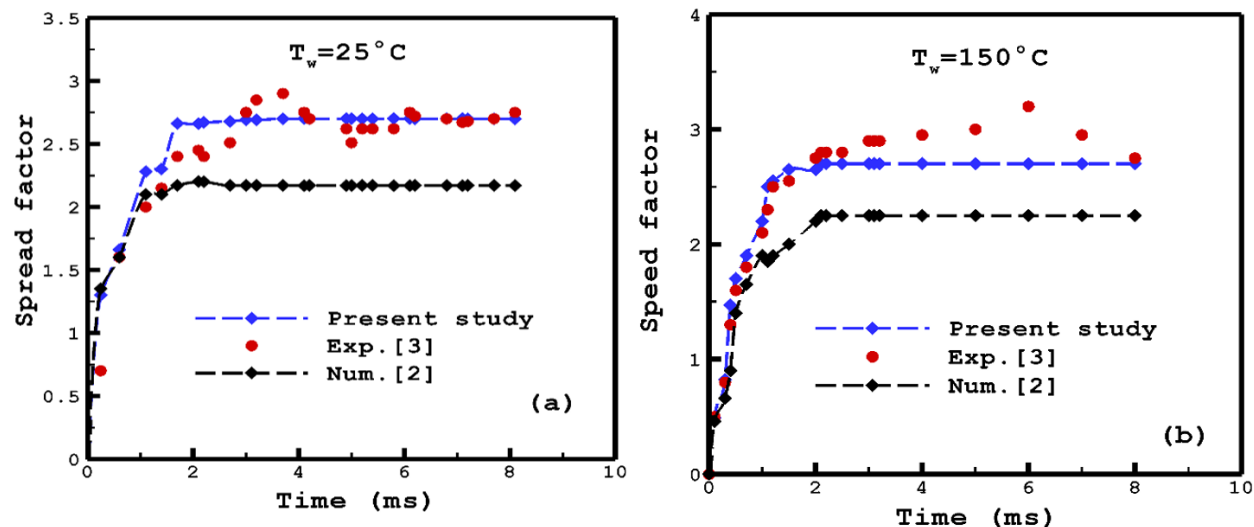 3.5
3
2.5
2
1.5
1
0.5
0
0
2
4
6
8
10
Spread factor
Time (ms)
T_w=25°C
Present study
Exp.[3]
Num.[2]
(a)
4
3
2
1
0
0
2
4
6
8
10
Speed factor
Time (ms)
T_w=150°C
Present study
Exp.[3]
Num.[2]
(b)